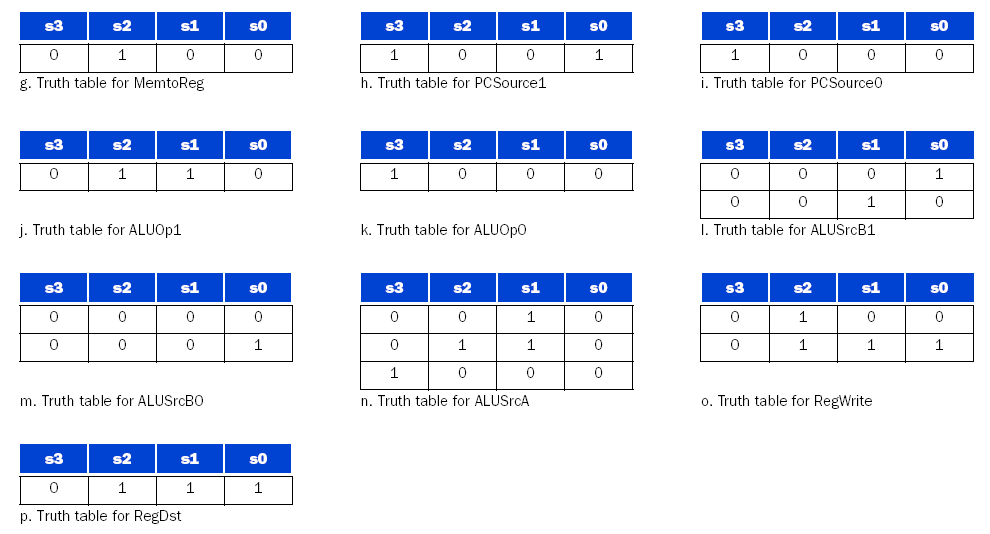 s3 s2 s1 s0
0 1 0 0
g. Truth table for MemtoReg
s3 s2 s1 s0
1 0 0 1
h. Truth table for PCSource1
s3 s2 s1 s0
1 0 0 0
i. Truth table for PCSource0
s3 s2 s1 s0
0 1 1 0
j. Truth table for ALUOp1
s3 s2 s1 s0
1 0 0 0
k. Truth table for ALUOp0
s3 s2 s1 s0
0 0 0 1
0 0 1 0
l. Truth table for ALUSrcB1
s3 s2 s1 s0
0 0 0 0
0 0 0 1
m. Truth table for ALUSrcB0
s3 s2 s1 s0
0 0 1 0
0 1 1 0
1 0 0 0
n. Truth table for ALUSrcA
s3 s2 s1 s0
0 1 0 0
0 1 1 1
o. Truth table for RegWrite
s3 s2 s1 s0
0 1 1 1
p. Truth table for RegDst